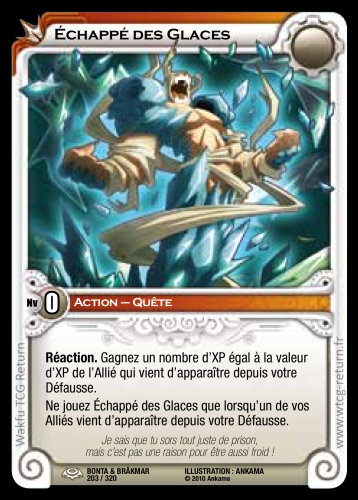 Échappé des Glaces
Nv 0 Action – Quête
Réaction. Gagnez un nombre d'XP égal à la valeur
d'XP de l'Allié qui vient d'apparaître depuis votre
Défausse.
Ne jouez Échappé des Glaces que lorsqu'un de vos
Alliés vient d'apparaître depuis votre Défausse.
Je sais que tu sors tout juste de prison,
mais c'est pas une raison pour être aussi froid !
BONTA & BRÂKMAR
203 / 320
ILLUSTRATION : ANKAMA
© 2010 Ankama
Wakfu TCG Return
www.wtcg-return.fr